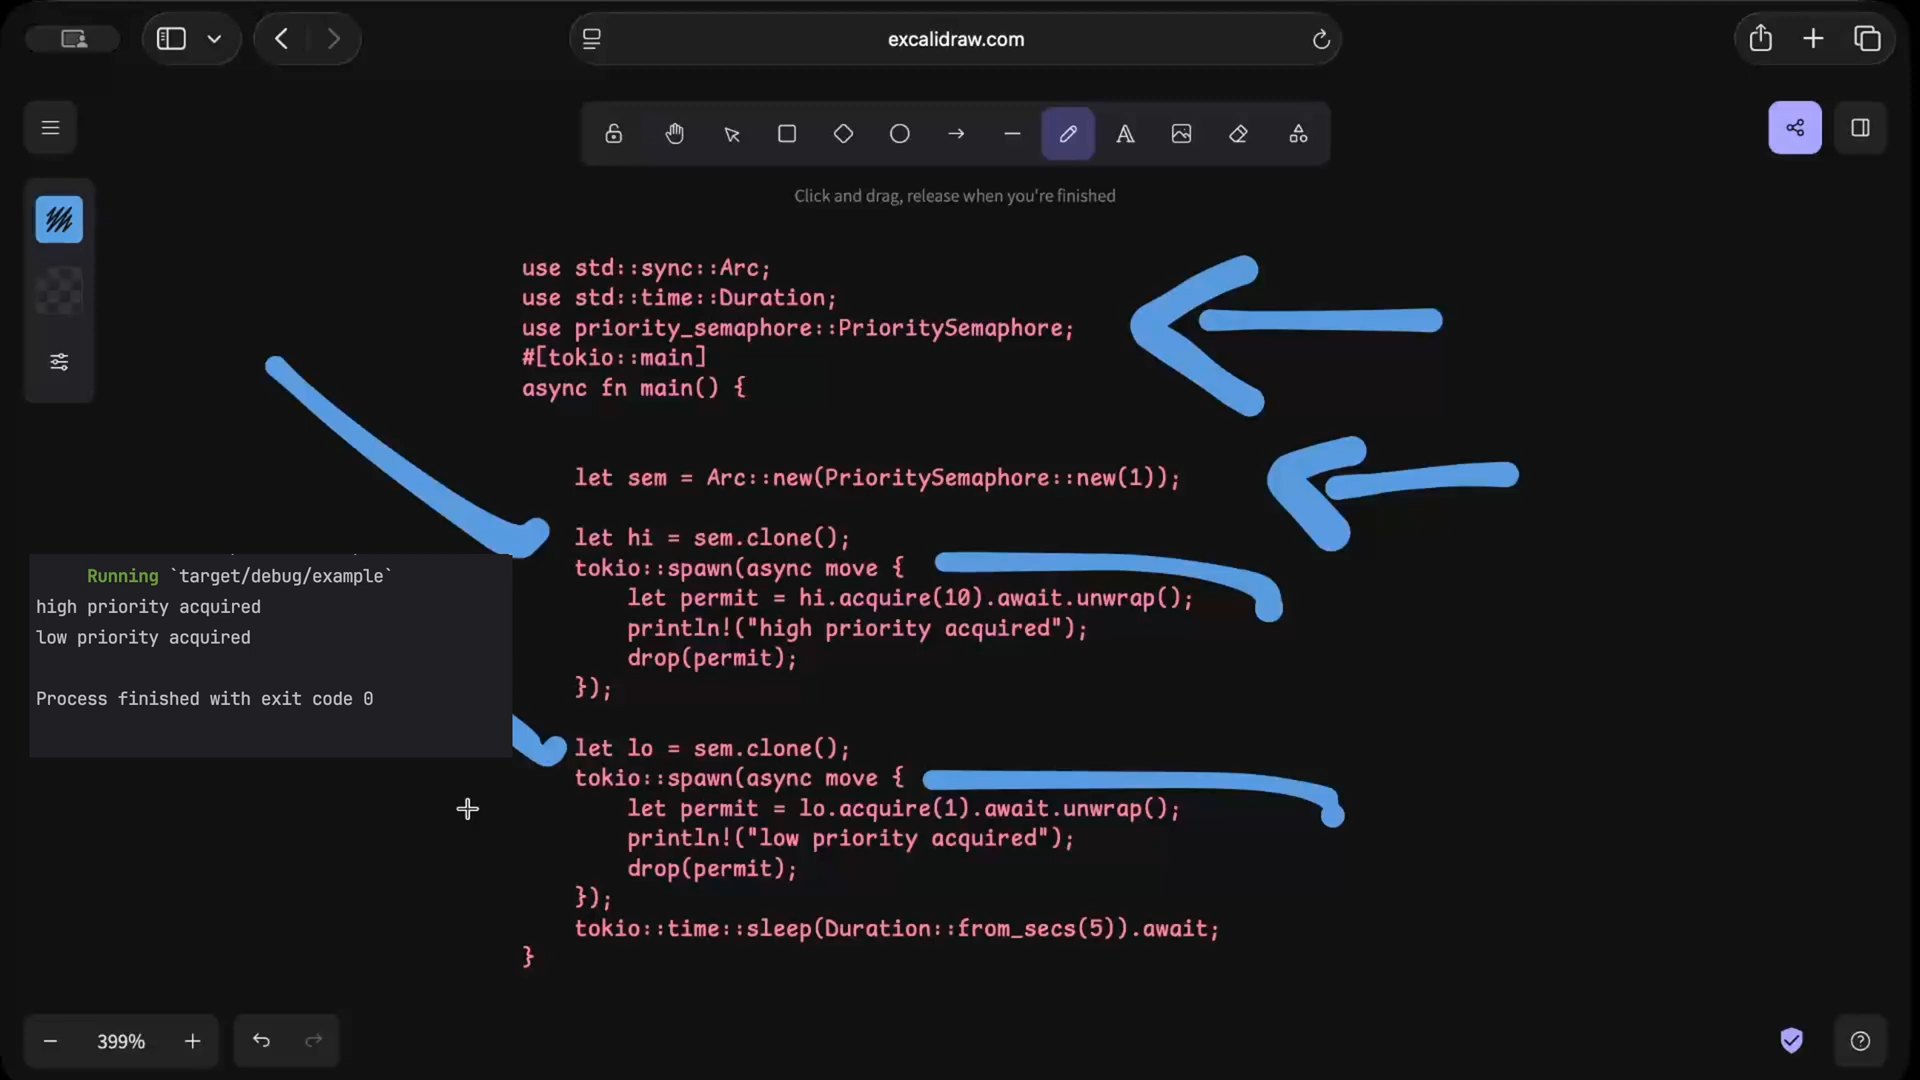 excalidraw.com
Click and drag, release when you're finished
use std::sync::Arc;
use std::time::Duration;
use priority_semaphore::PrioritySemaphore;
#[tokio::main]
async fn main() {
let sem = Arc::new(PrioritySemaphore::new(1));
let hi = sem.clone();
tokio::spawn(async move {
let permit = hi.acquire(10).await.unwrap();
println!("high priority acquired");
drop(permit);
});
let lo = sem.clone();
tokio::spawn(async move {
let permit = lo.acquire(1).await.unwrap();
println!("low priority acquired");
drop(permit);
});
tokio::time::sleep(Duration::from_secs(5)).await;
}
Running `target/debug/example`
high priority acquired
low priority acquired
Process finished with exit code 0
399%